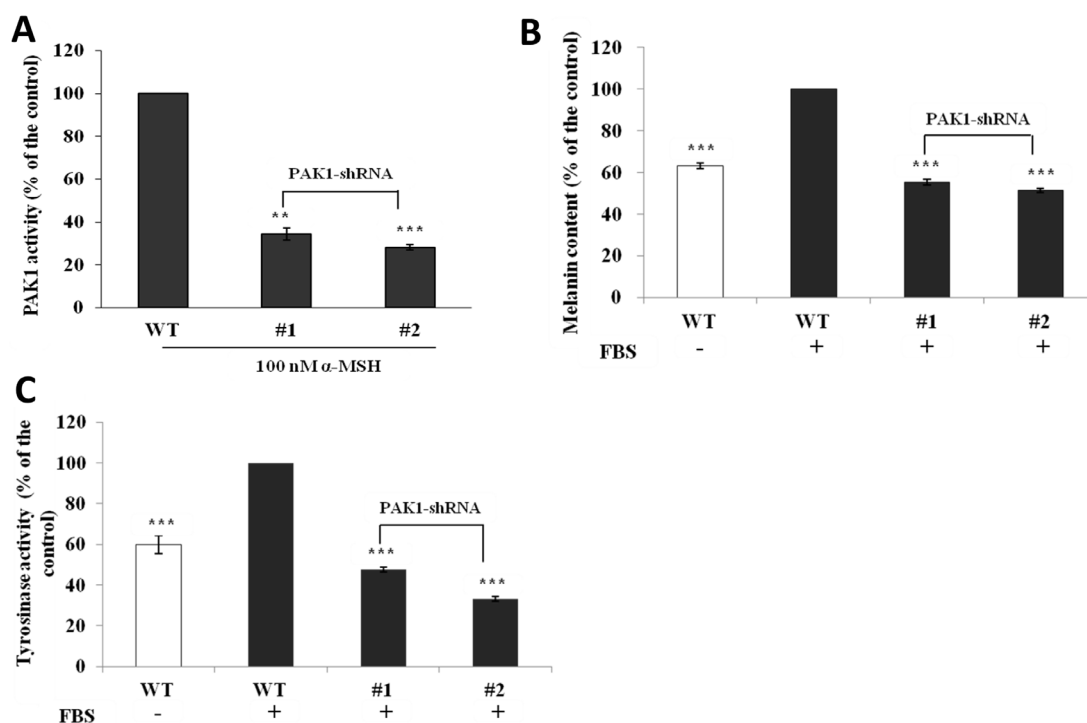 A
PAK1 activity (% of the control)
120
100
80
60
40
20
0
PAK1-shRNA
**
***
WT #1 #2
100 nM α-MSH
B
Melanin content (% of the control)
120
100
80
60
40
20
0
PAK1-shRNA
***
***
***
WT WT #1 #2
FBS - + + +
C
Tyrosinase activity (% of the
control)
120
100
80
60
40
20
0
PAK1-shRNA
***
***
***
WT WT #1 #2
FBS - + + +